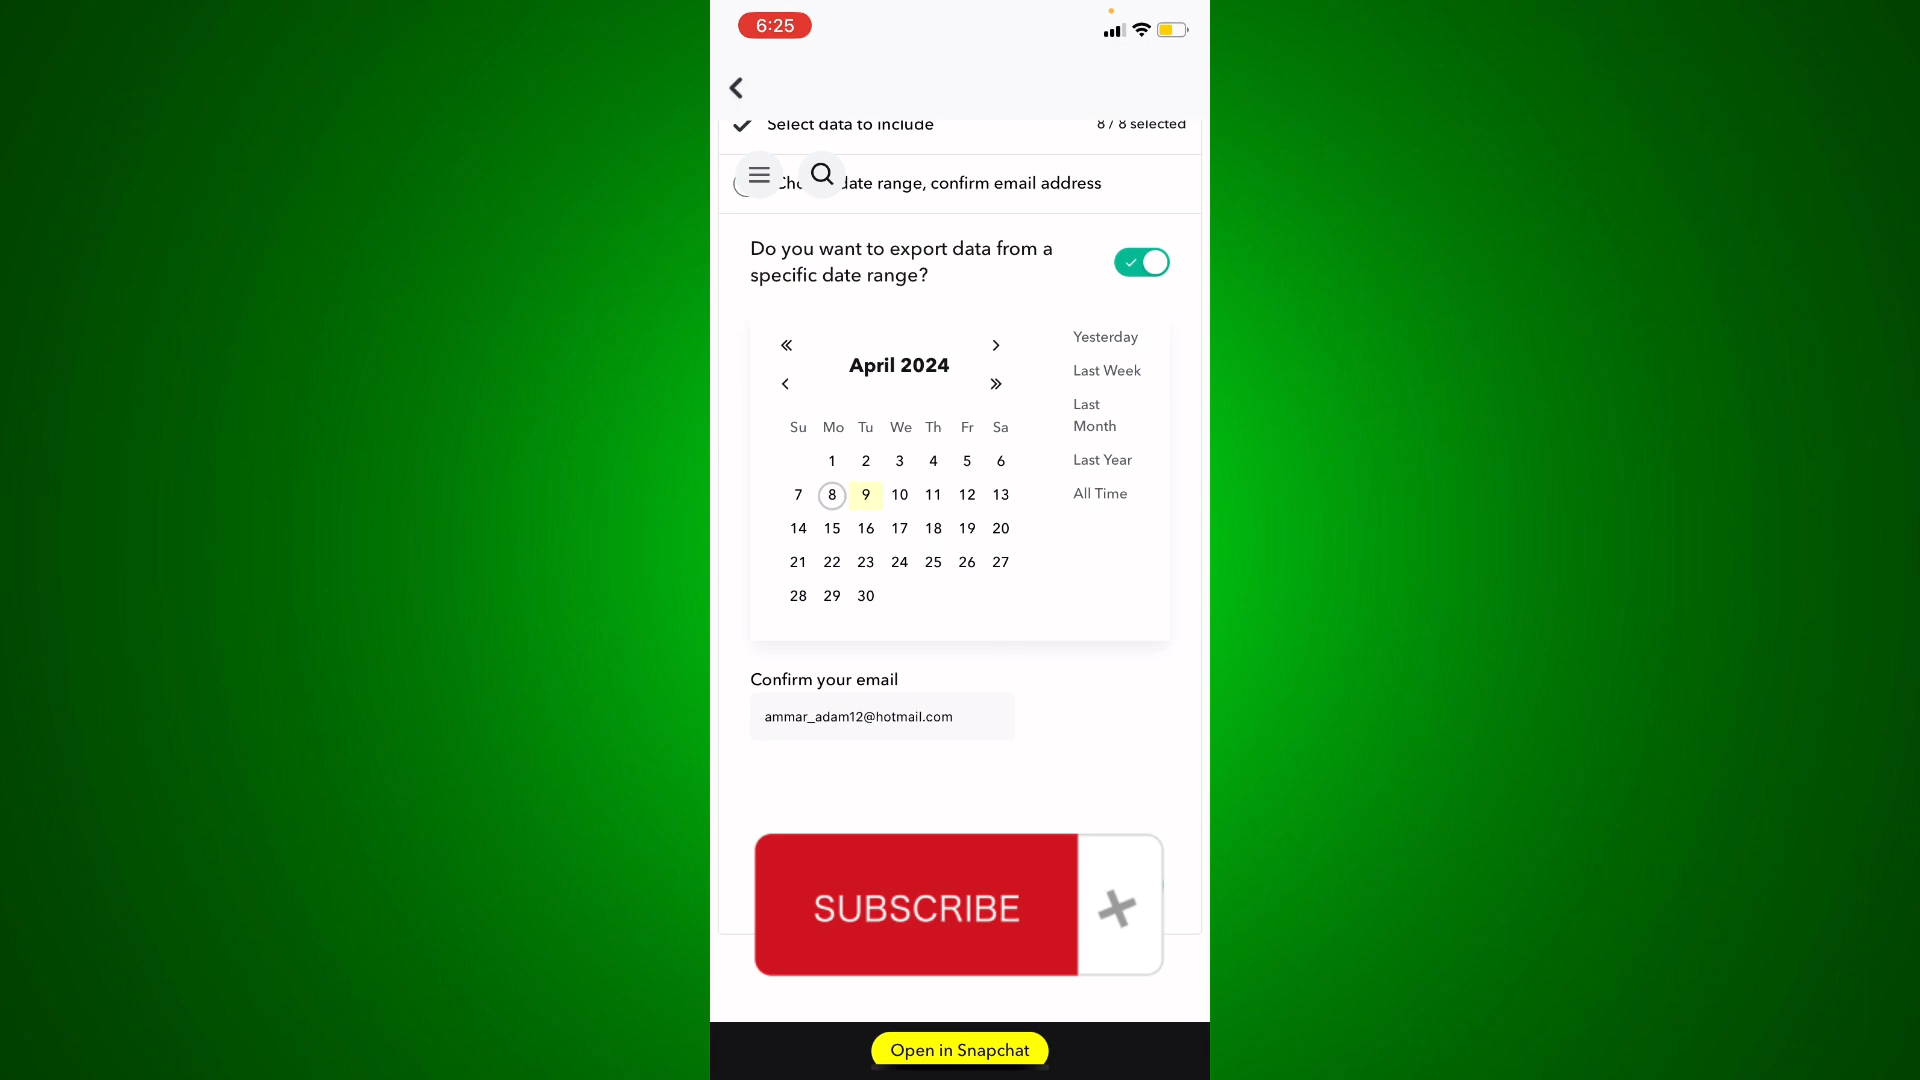 6:25
Select data to include 8 / 8 selected
date range, confirm email address
Do you want to export data from a
specific date range?
April 2024
Su Mo Tu We Th Fr Sa
1 2 3 4 5 6
7 8 9 10 11 12 13
14 15 16 17 18 19 20
21 22 23 24 25 26 27
28 29 30
Yesterday
Last Week
Last
Month
Last Year
All Time
Confirm your email
ammar_adam12@hotmail.com
SUBSCRIBE
Open in Snapchat